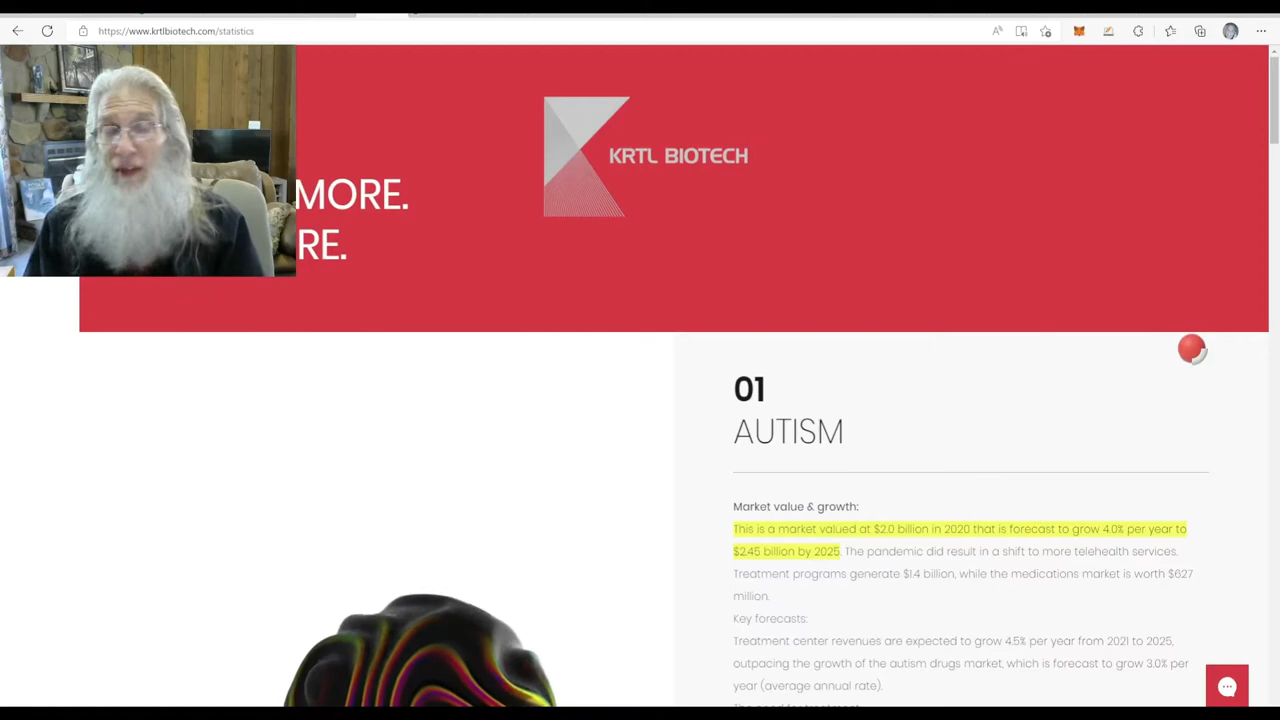 https://www.krtlbiotech.com/statistics
KRTL BIOTECH
MORE.
RE.
01
AUTISM
Market value & growth:
This is a market valued at $2.0 billion in 2020 that is forecast to grow 4.0% per year to
$2.45 billion by 2025. The pandemic did result in a shift to more telehealth services.
Treatment programs generate $1.4 billion, while the medications market is worth $627
million.
Key forecasts:
Treatment center revenues are expected to grow 4.5% per year from 2021 to 2025,
outpacing the growth of the autism drugs market, which is forecast to grow 3.0% per
year (average annual rate).